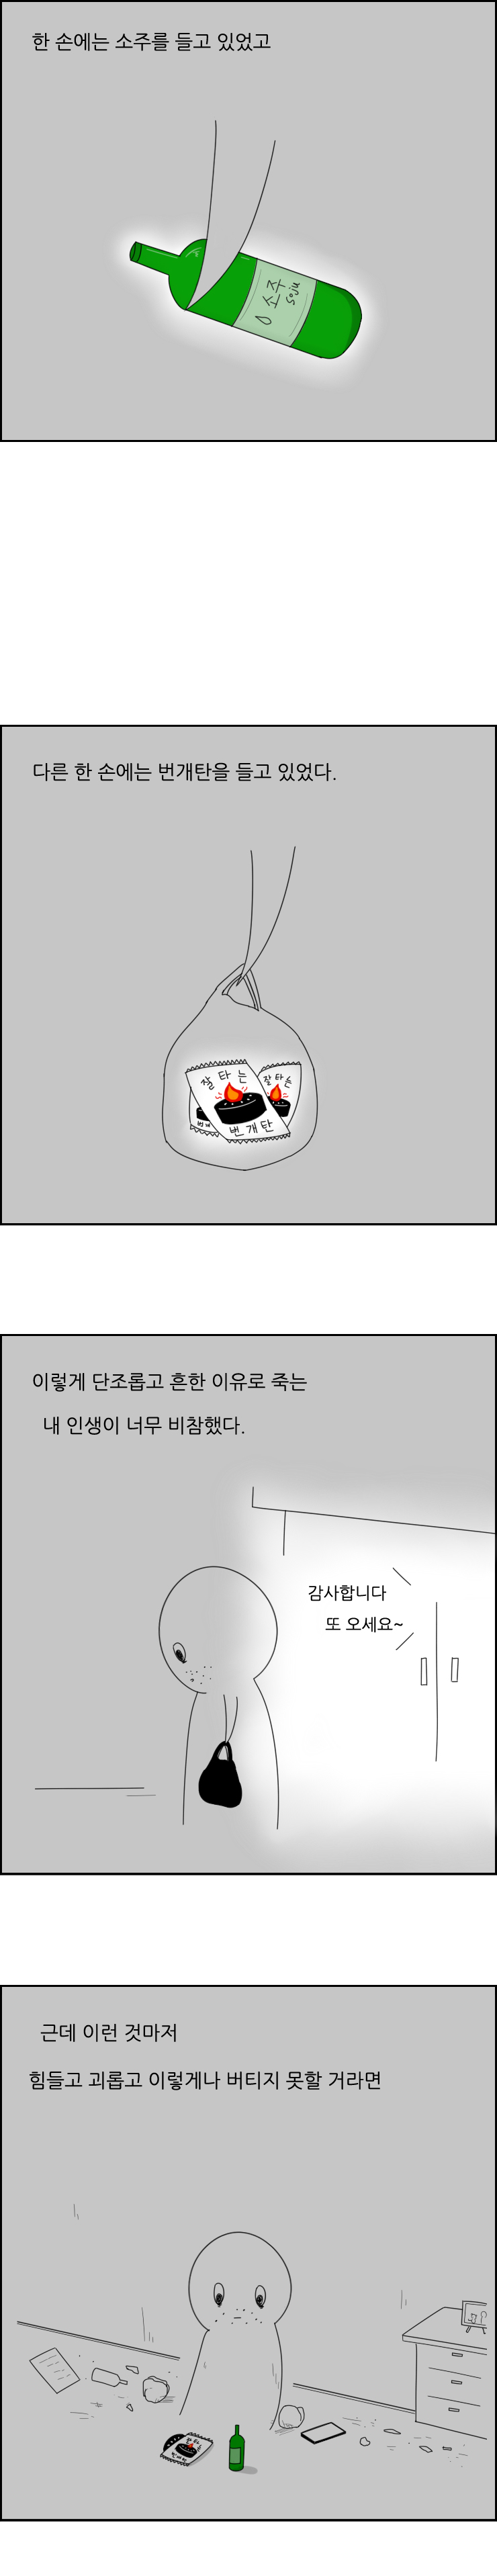 한 손에는 소주를 들고 있었고
소주
soju
다른 한 손에는 번개탄을 들고 있었다.
잘 타는
잘 타는
번개
번개탄
이렇게 단조롭고 흔한 이유로 죽는
내 인생이 너무 비참했다.
감사합니다
또 오세요~
근데 이런 것마저
힘들고 괴롭고 이렇게나 버티지 못할 거라면